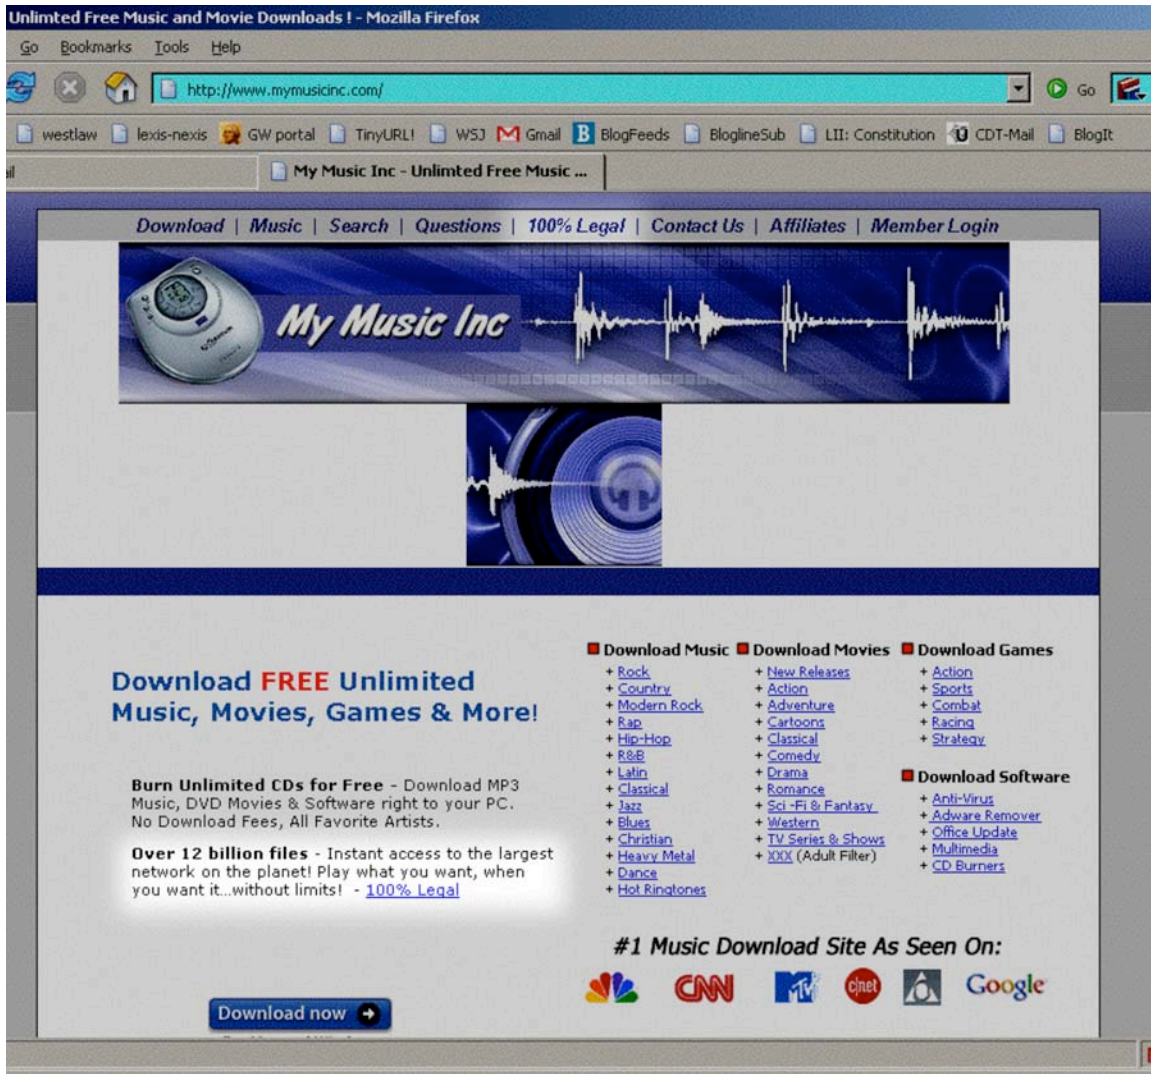 Unlimted Free Music and Movie Downloads ! - Mozilla Firefox
Go Bookmarks Tools Help
http://www.mymusicinc.com/ Go
westlaw lexis-nexis GW portal TinyURL! WSJ Gmail BlogFeeds BloglineSub LII: Constitution CDT-Mail BlogIt
My Music Inc - Unlimted Free Music ...
Download | Music | Search | Questions | 100% Legal | Contact Us | Affiliates | Member Login
My Music Inc
Download FREE Unlimited
Music, Movies, Games & More!
Burn Unlimited CDs for Free - Download MP3
Music, DVD Movies & Software right to your PC.
No Download Fees, All Favorite Artists.
Over 12 billion files - Instant access to the largest
network on the planet! Play what you want, when
you want it...without limits! - 100% Legal
Download now
Download Music
+ Rock
+ Country
+ Modern Rock
+ Rap
+ Hip-Hop
+ R&B
+ Latin
+ Classical
+ Jazz
+ Blues
+ Christian
+ Heavy Metal
+ Dance
+ Hot Ringtones
Download Movies
+ New Releases
+ Action
+ Adventure
+ Cartoons
+ Classical
+ Comedy
+ Drama
+ Romance
+ Sci -Fi & Fantasy
+ Western
+ TV Series & Shows
+ XXX (Adult Filter)
Download Games
+ Action
+ Sports
+ Combat
+ Racing
+ Strategy
Download Software
+ Anti-Virus
+ Adware Remover
+ Office Update
+ Multimedia
+ CD Burners
#1 Music Download Site As Seen On:
CNN MTV c|net Google